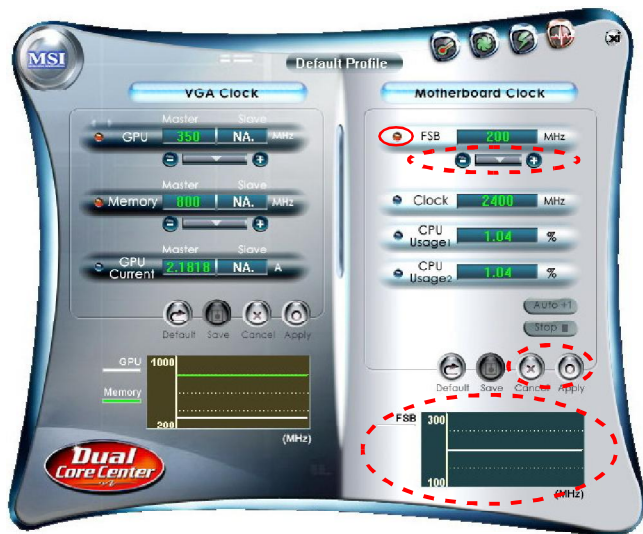 MSI
Default Profile
VGA Clock
Master Slave
GPU 350 NA. MHz
Master Slave
Memory 800 NA. MHz
Master Slave
GPU Current 2.1818 NA. A
Default Save Cancel Apply
GPU
Memory
1000
200
(MHz)
Dual
Core Center
Motherboard Clock
FSB 200 MHz
Clock 2400 MHz
CPU Usage1 1.04 %
CPU Usage2 1.04 %
Auto +1
Stop
Default Save Cancel Apply
FSB
300
100
(MHz)